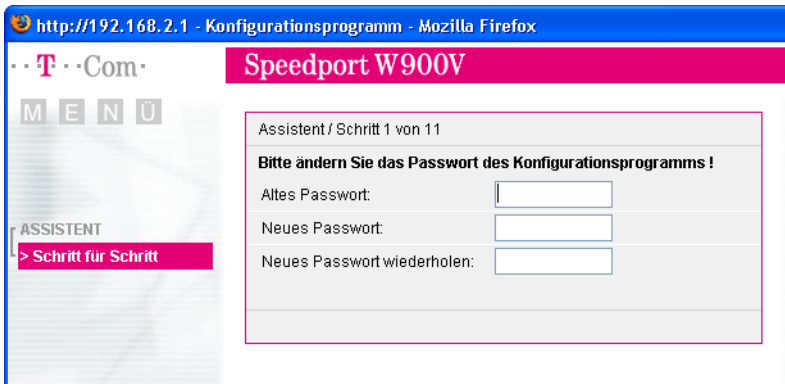 http://192.168.2.1 - Konfigurationsprogramm - Mozilla Firefox
··T··Com·
Speedport W900V
MENÜ
Assistent / Schritt 1 von 11
Bitte ändern Sie das Passwort des Konfigurationsprogramms !
Altes Passwort:
Neues Passwort:
Neues Passwort wiederholen:
ASSISTENT
> Schritt für Schritt